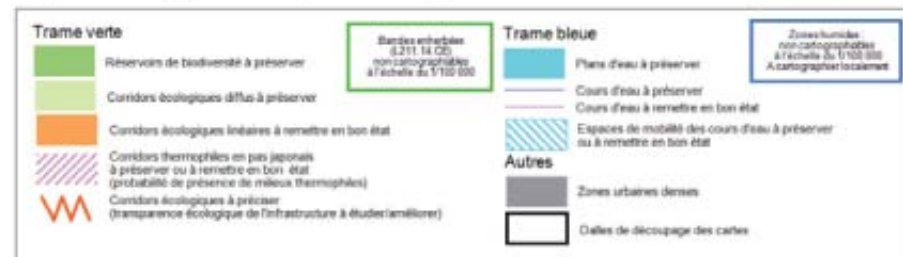 Trame verte
Bandes enherbées
(L211.14 CE)
non cartographiables
à l'échelle du 1/100 000
Réservoirs de biodiversité à préserver
Corridors écologiques diffus à préserver
Corridors écologiques linéaires à remettre en bon état
Corridors thermophiles en pas japonais
à préserver ou à remettre en bon état
(probabilité de présence de milieux thermophiles)
Corridors écologiques à préciser
(transparence écologique de l'infrastructure à étudier/améliorer)
Trame bleue
Zones humides
non cartographiables
à l'échelle du 1/100 000
A cartographier localement
Plans d'eau à préserver
Cours d'eau à préserver
Cours d'eau à remettre en bon état
Espaces de mobilité des cours d'eau à préserver
ou à remettre en bon état
Autres
Zones urbaines denses
Dalles de découpage des cartes